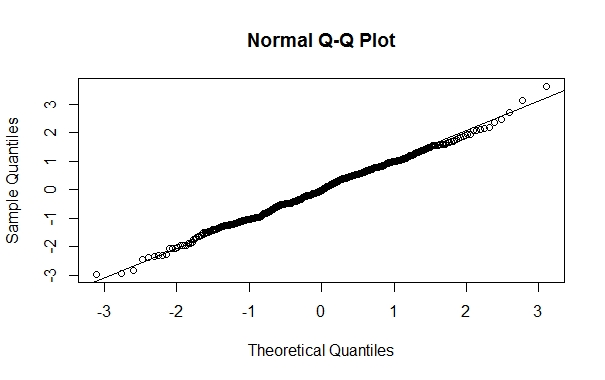 Normal Q-Q Plot
Sample Quantiles
3
2
1
0
-1
-2
-3
-3 -2 -1 0 1 2 3
Theoretical Quantiles